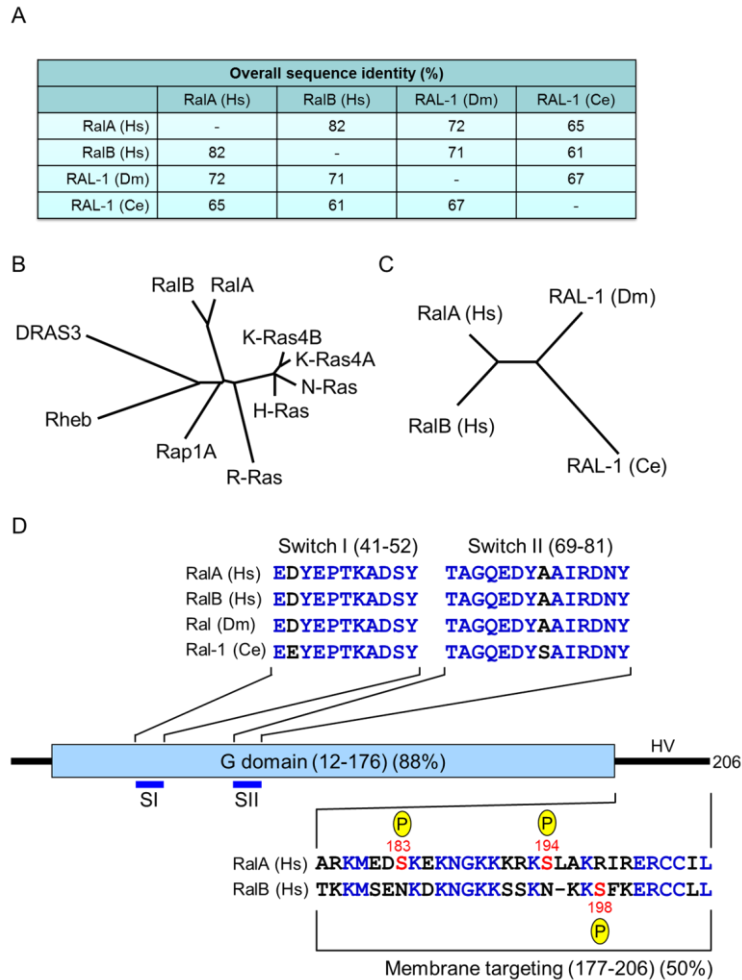 A
Overall sequence identity (%)
RalA (Hs) RalB (Hs) RAL-1 (Dm) RAL-1 (Ce)
RalA (Hs) - 82 72 65
RalB (Hs) 82 - 71 61
RAL-1 (Dm) 72 71 - 67
RAL-1 (Ce) 65 61 67 -
B
RalB RalA
DRAS3
K-Ras4B
K-Ras4A
N-Ras
H-Ras
Rheb
Rap1A
R-Ras
C
RAL-1 (Dm)
RalA (Hs)
RalB (Hs)
RAL-1 (Ce)
D
Switch I (41-52) Switch II (69-81)
RalA (Hs) EDYEPTKADSY TAGQEDYAAIRDNY
RalB (Hs) EDYEPTKADSY TAGQEDYAAIRDNY
Ral (Dm) EDYEPTKADSY TAGQEDYAAIRDNY
Ral-1 (Ce) EEYEPTKADSY TAGQEDYSAIRDNY
G domain (12-176) (88%)
HV
206
SI SII
P P
183 194
RalA (Hs) ARKMEDSKEKNGKKKRKSLAKRIRERCCIL
RalB (Hs) TKKMSENKDKNGKKSSKN-KKSFKERCCLL
198
P
Membrane targeting (177-206) (50%)